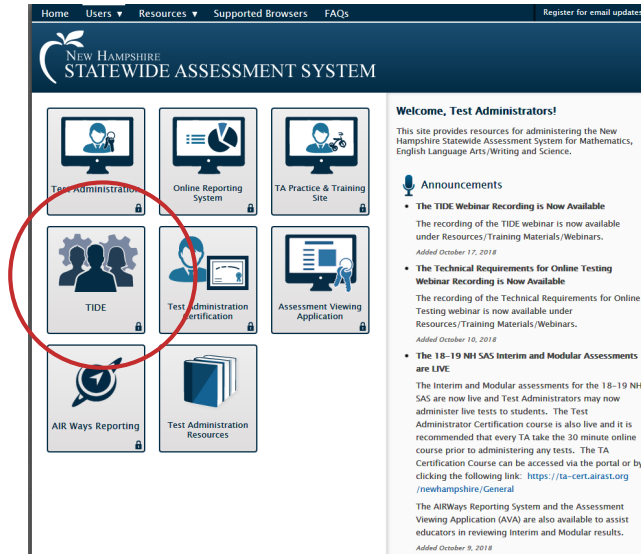 Home Users ▼ Resources ▼ Supported Browsers FAQs Register for email updates
NEW HAMPSHIRE
STATEWIDE ASSESSMENT SYSTEM
Test Administration
Online Reporting
System
TA Practice & Training
Site
TIDE
Test Administration
Certification
Assessment Viewing
Application
AIR Ways Reporting
Test Administration
Resources
Welcome, Test Administrators!
This site provides resources for administering the New
Hampshire Statewide Assessment System for Mathematics,
English Language Arts/Writing and Science.
Announcements
• The TIDE Webinar Recording is Now Available
The recording of the TIDE webinar is now available
under Resources/Training Materials/Webinars.
Added October 17, 2018
• The Technical Requirements for Online Testing
Webinar Recording is Now Available
The recording of the Technical Requirements for Online
Testing webinar is now available under
Resources/Training Materials/Webinars.
Added October 10, 2018
• The 18-19 NH SAS Interim and Modular Assessments
are LIVE
The Interim and Modular assessments for the 18-19 NH
SAS are now live and Test Administrators may now
administer live tests to students. The Test
Administrator Certification course is also live and it is
recommended that every TA take the 30 minute online
course prior to administering any tests. The TA
Certification Course can be accessed via the portal or by
clicking the following link: https://ta-cert.airast.org
/newhampshire/General
The AIRWays Reporting System and the Assessment
Viewing Application (AVA) are also available to assist
educators in reviewing Interim and Modular results.
Added October 9, 2018